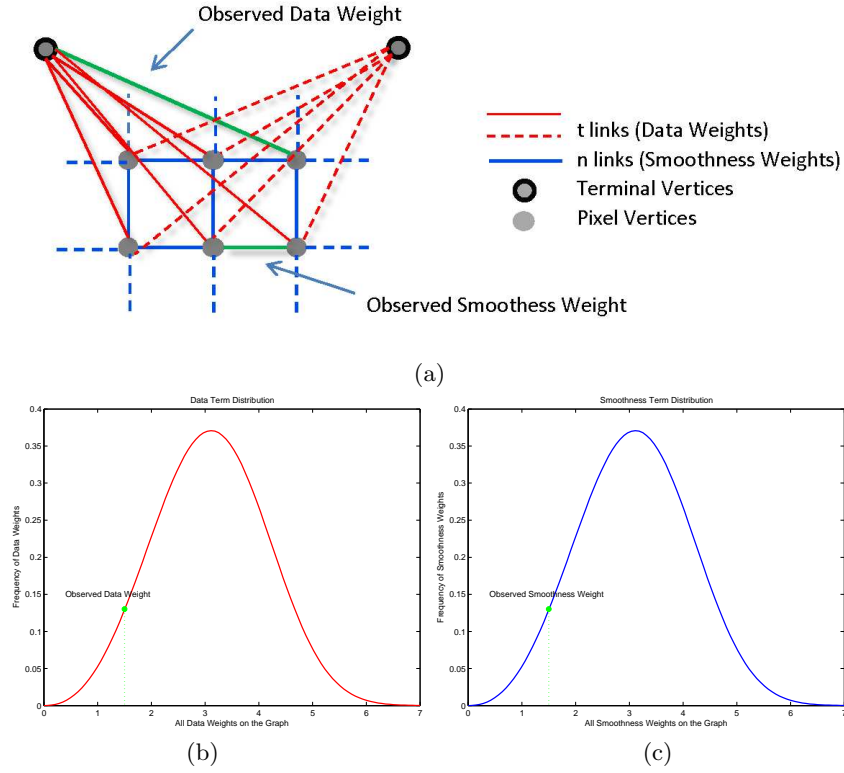 Observed Data Weight
t links (Data Weights)
n links (Smoothness Weights)
Terminal Vertices
Pixel Vertices
Observed Smoothess Weight
(a)
Data Term Distribution
0.4
0.35
0.3
0.25
0.2
0.15
0.1
0.05
0
Frequency of Data Weights
Observed Data Weight
0 1 2 3 4 5 6 7
All Data Weights on the Graph
(b)
Smoothness Term Distribution
0.4
0.35
0.3
0.25
0.2
0.15
0.1
0.05
0
Frequency of Smoothness Weights
Observed Smoothness Weight
0 1 2 3 4 5 6 7
All Smoothness Weights on the Graph
(c)